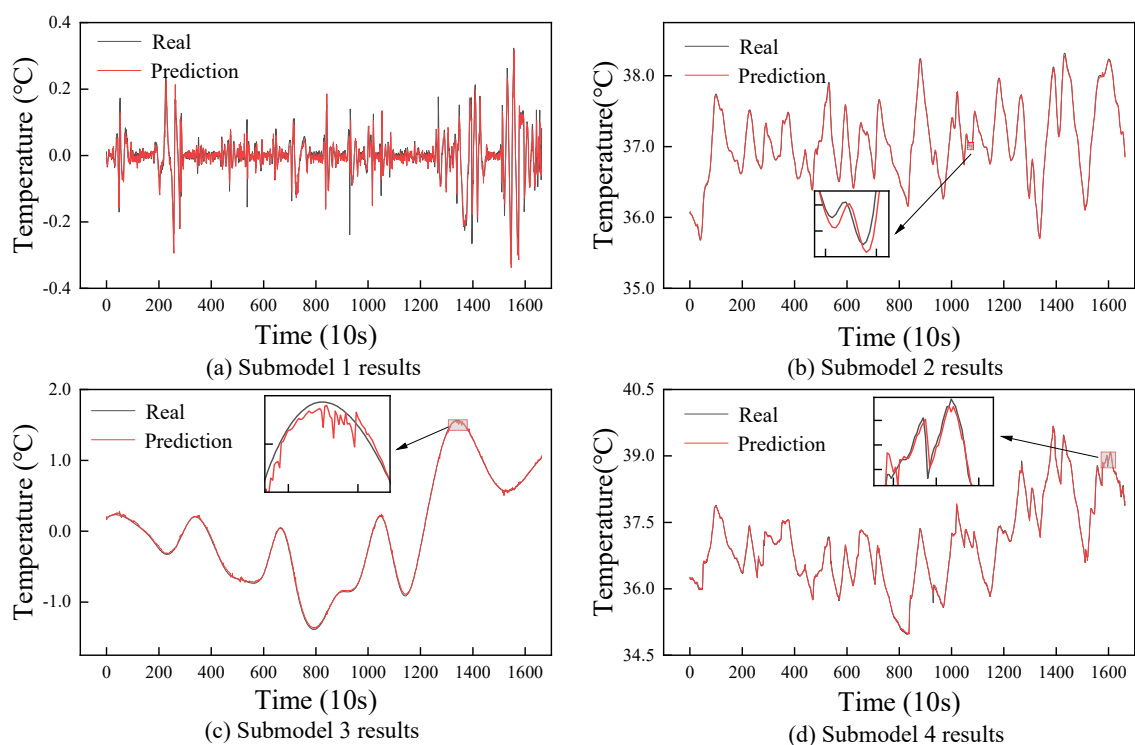 0.4
0.2
0.0
-0.2
-0.4
Temperature (°C)
Real
Prediction
0 200 400 600 800 1000 1200 1400 1600
Time (10s)
(a) Submodel 1 results
38.0
37.0
36.0
35.0
Temperature(°C)
Real
Prediction
0 200 400 600 800 1000 1200 1400 1600
Time (10s)
(b) Submodel 2 results
2.0
1.0
0.0
-1.0
Temperature (°C)
Real
Prediction
0 200 400 600 800 1000 1200 1400 1600
Time (10s)
(c) Submodel 3 results
40.5
39.0
37.5
36.0
34.5
Temperature(°C)
Real
Prediction
0 200 400 600 800 1000 1200 1400 1600
Time (10s)
(d) Submodel 4 results